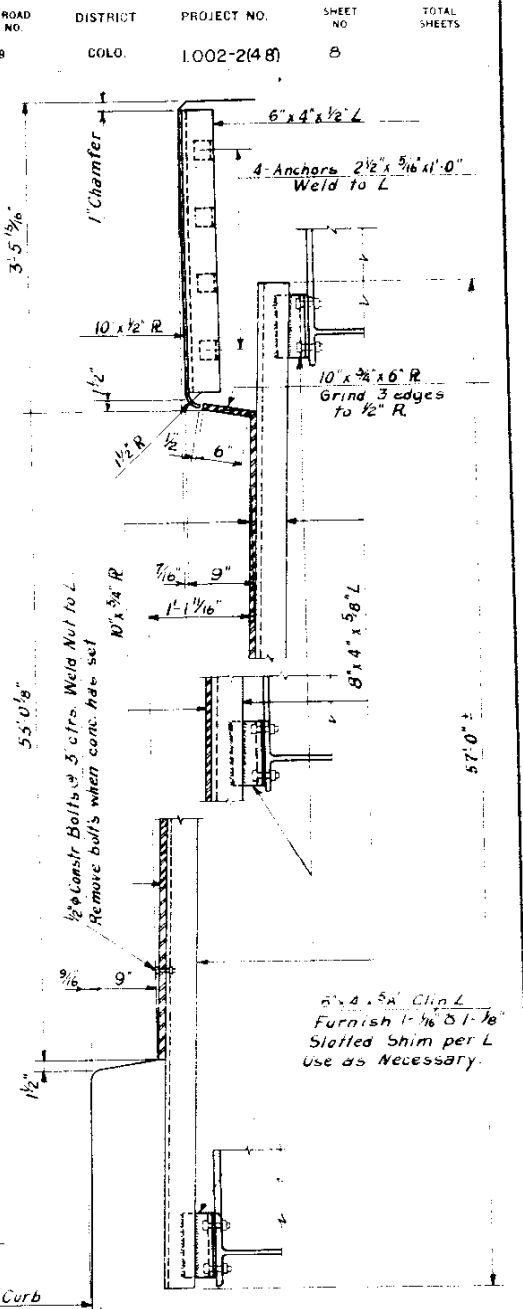 ROAD NO.
DISTRICT
PROJECT NO.
SHEET NO
TOTAL SHEETS
COLO.
1.002-2(48)
8
6" x 4" x 1/2" L
1" Chamfer
4-Anchors 2 1/2" x 5/16" x 1'-0"
Weld to L
3'-5 15/16"
10" x 1/2" ℞
1 1/2"
10" x 3/4" x 6" ℞
Grind 3 edges
to 1/2" R
1 1/2" R
1/2"
6"
7/16"
9"
1'-1 11/16"
10" x 3/4" ℞
8" x 4" x 5/8" L
53'0 1/8"
57'-0" ±
1/2" φ Constr Bolts @ 3' ctrs. Weld Nut to L
Remove bolts when conc. has set
9/16
9"
Clip L
Furnish 1-1/16" & 1-1/8"
Slotted Shim per L
Use as Necessary.
1 1/2"
Curb